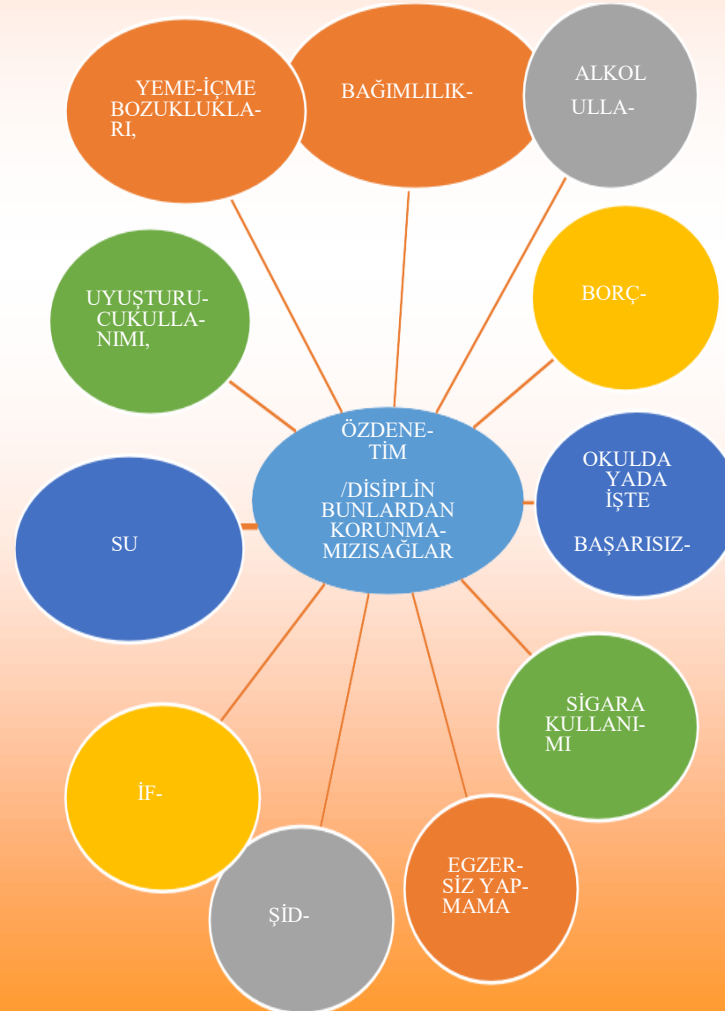 YEME-İÇME
BOZUKLUKLA-
RI,
BAĞIMLILIK-
ALKOL
ULLA-
UYUŞTURU-
CUKULLA-
NIMI,
BORÇ-
ÖZDENE-
TİM
/DİSİPLİN
BUNLARDAN
KORUNMA-
MIZISAĞLAR
OKULDA
YADA
İŞTE
BAŞARISIZ-
SU
SİGARA
KULLANI-
MI
İF-
EGZER-
SİZ YAP-
MAMA
ŞİD-